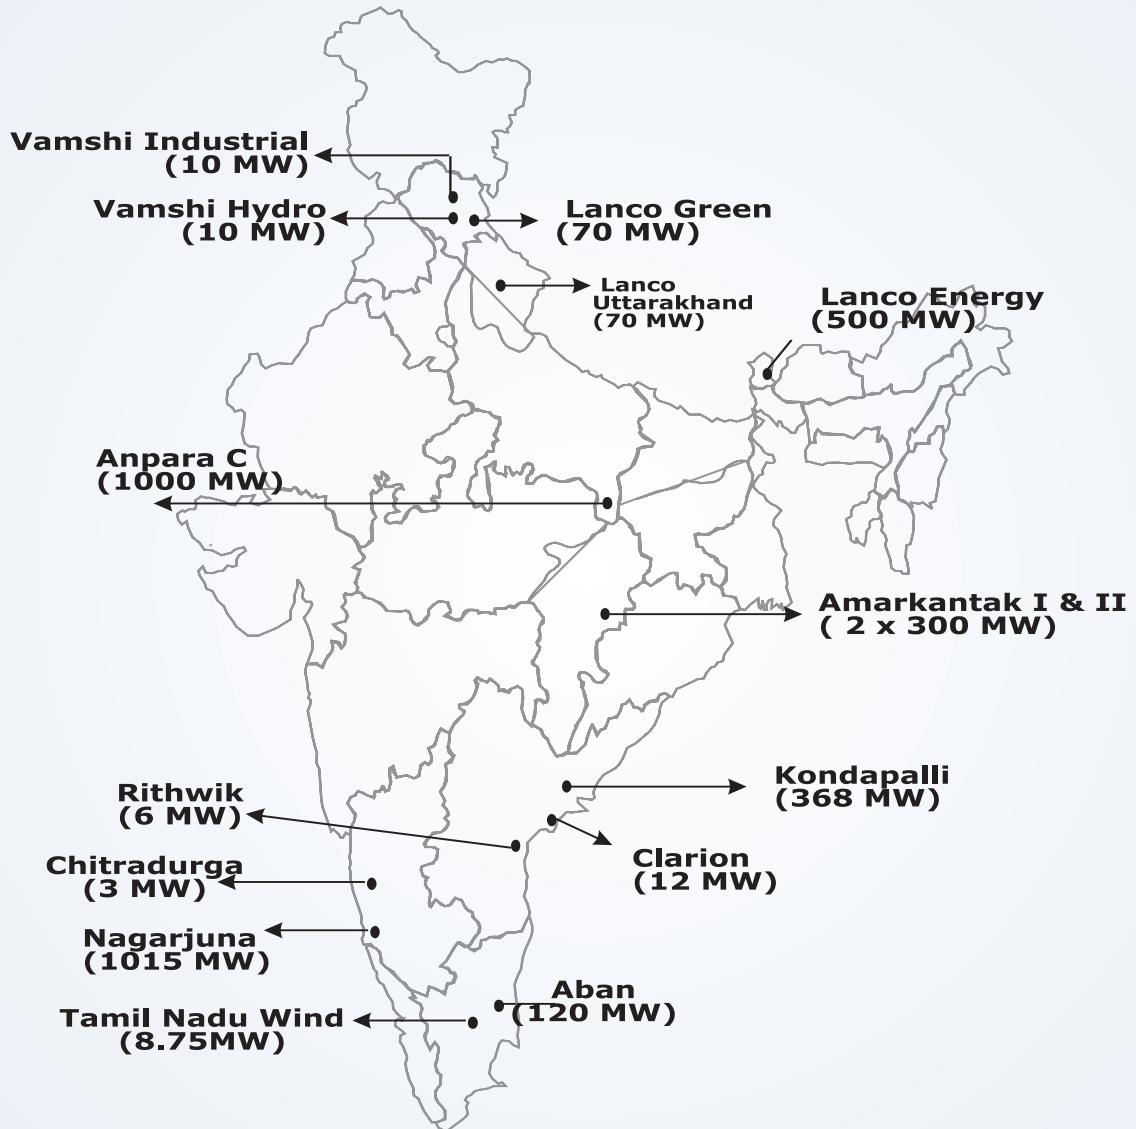 Vamshi Industrial
(10 MW)
Vamshi Hydro
(10 MW)
Lanco Green
(70 MW)
Lanco
Uttarakhand
(70 MW)
Lanco Energy
(500 MW)
Anpara C
(1000 MW)
Amarkantak I & II
( 2 x 300 MW)
Kondapalli
(368 MW)
Rithwik
(6 MW)
Clarion
(12 MW)
Chitradurga
(3 MW)
Nagarjuna
(1015 MW)
Aban
(120 MW)
Tamil Nadu Wind
(8.75MW)